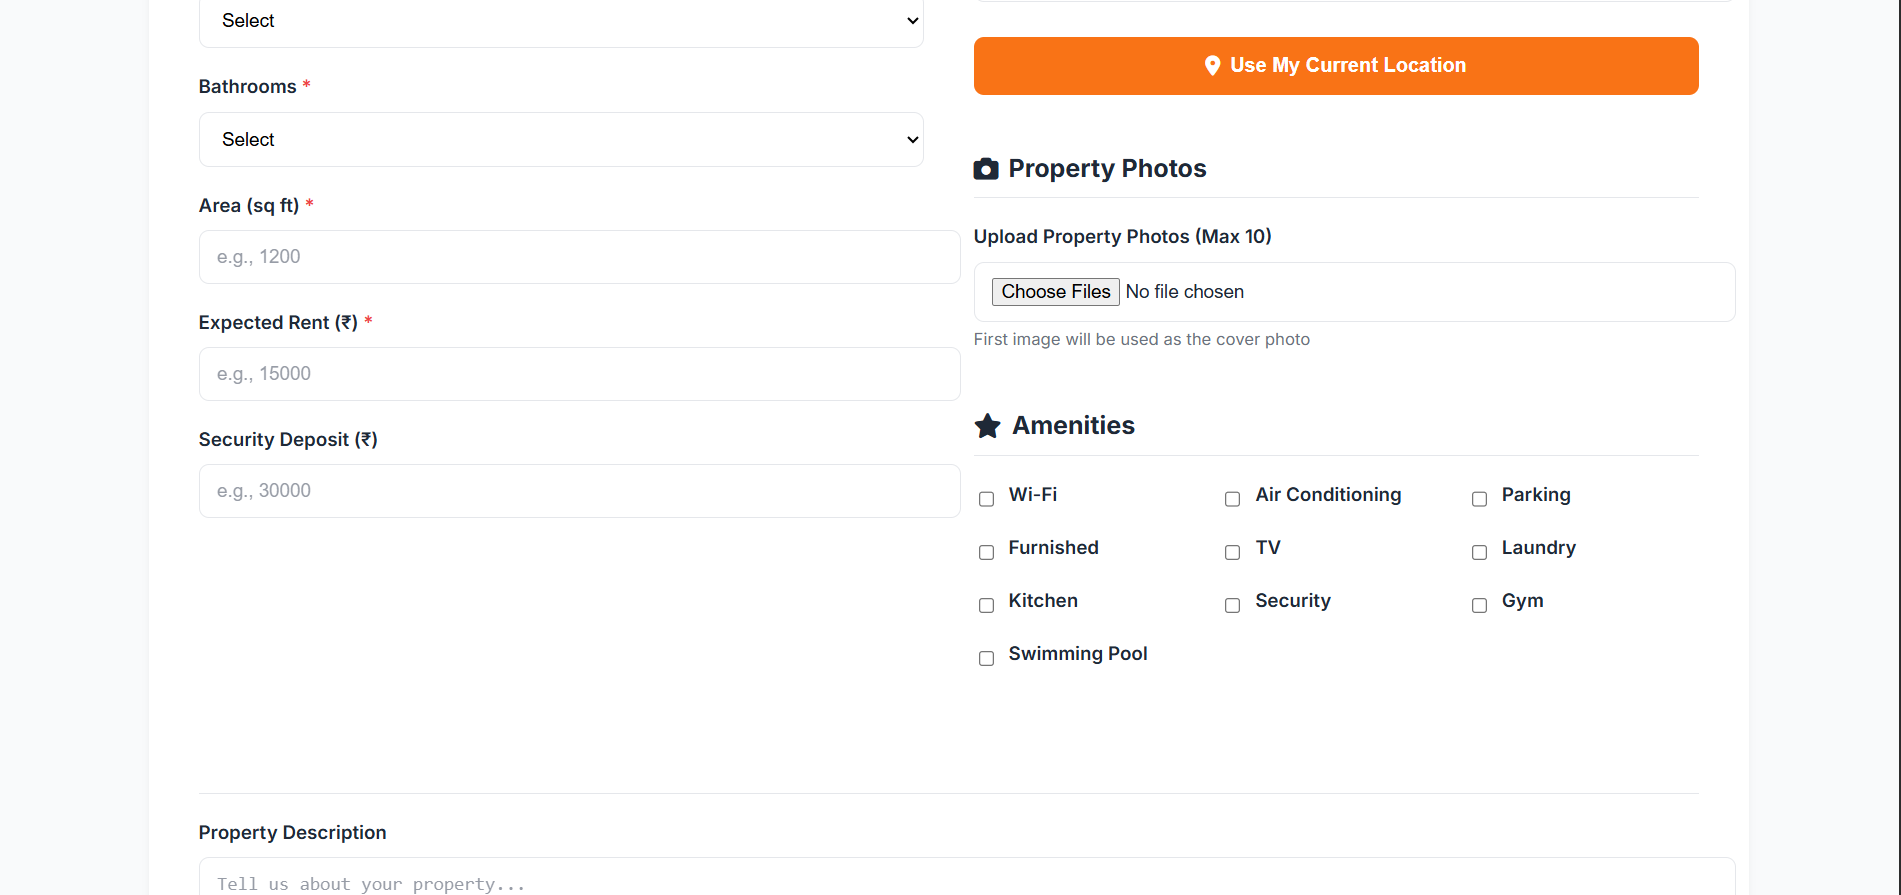 Select
Bathrooms *
Select
Area (sq ft) *
e.g., 1200
Expected Rent (₹) *
e.g., 15000
Security Deposit (₹)
e.g., 30000
Use My Current Location
Property Photos
Upload Property Photos (Max 10)
Choose Files No file chosen
First image will be used as the cover photo
Amenities
Wi-Fi Air Conditioning Parking
Furnished TV Laundry
Kitchen Security Gym
Swimming Pool
Property Description
Tell us about your property...